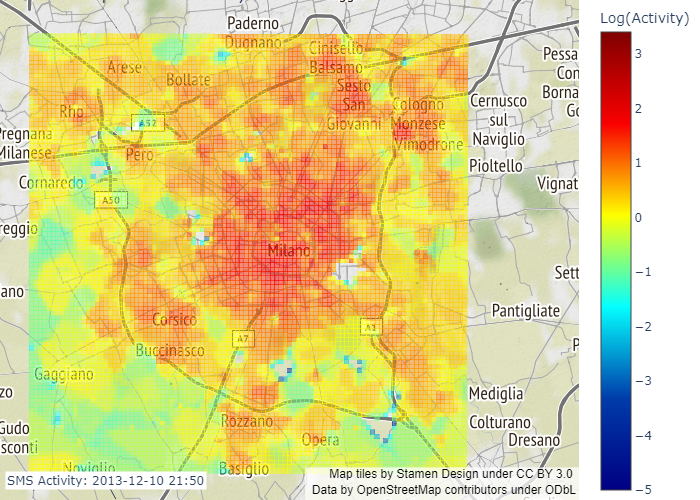 Log(Activity)
3
2
1
0
−1
−2
−3
−4
−5
Paderno
Dugnano
Cinisello
Balsamo
Arese
Bollate
Sesto
San
Giovanni
Pessa
Con
Borna
Go
Rho
A52
Cologno
Monzese
Cernusco
sul
Naviglio
Pregnana
Milanese
Pero
Vimodrone
Pioltello
Cornaredo
A50
Vignat
reggio
Milano
Sett
ano
Corsico
A7
A1
Pantigliate
Buccinasco
P
Gaggiano
zo
Mediglia
Rozzano
Colturano
Gudo
sconti
Opera
Dresano
Noviglio
Basiglio
SMS Activity: 2013-12-10 21:50
Map tiles by Stamen Design under CC BY 3.0
Data by OpenStreetMap contributors under ODbL